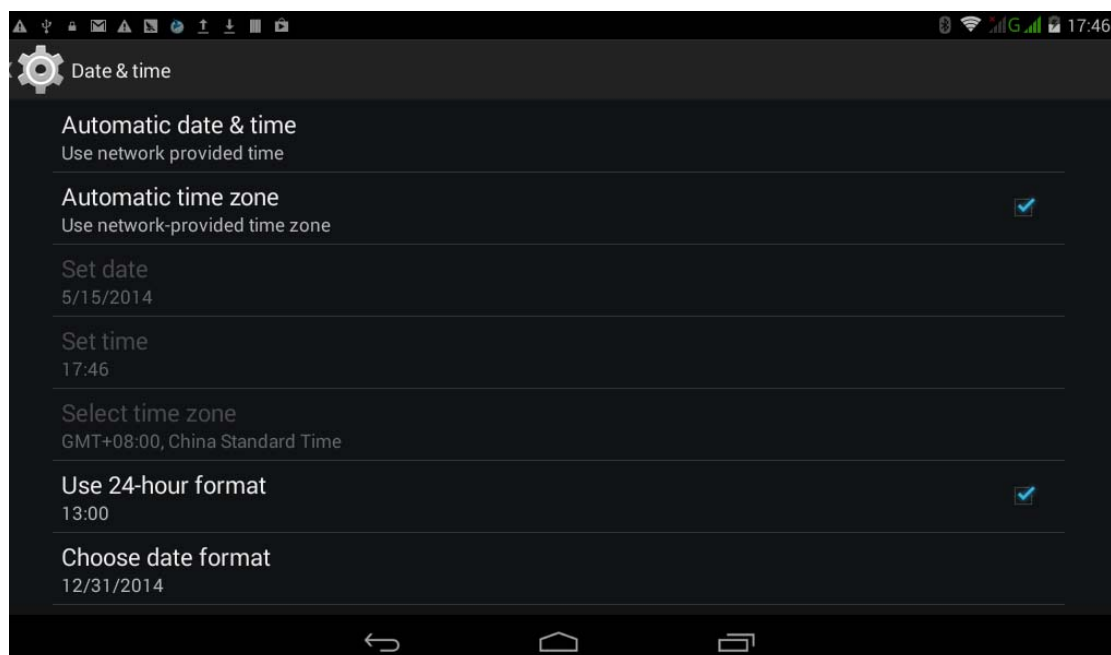 G 17:46
Date & time
Automatic date & time
Use network provided time
Automatic time zone
Use network-provided time zone
Set date
5/15/2014
Set time
17:46
Select time zone
GMT+08:00, China Standard Time
Use 24-hour format
13:00
Choose date format
12/31/2014